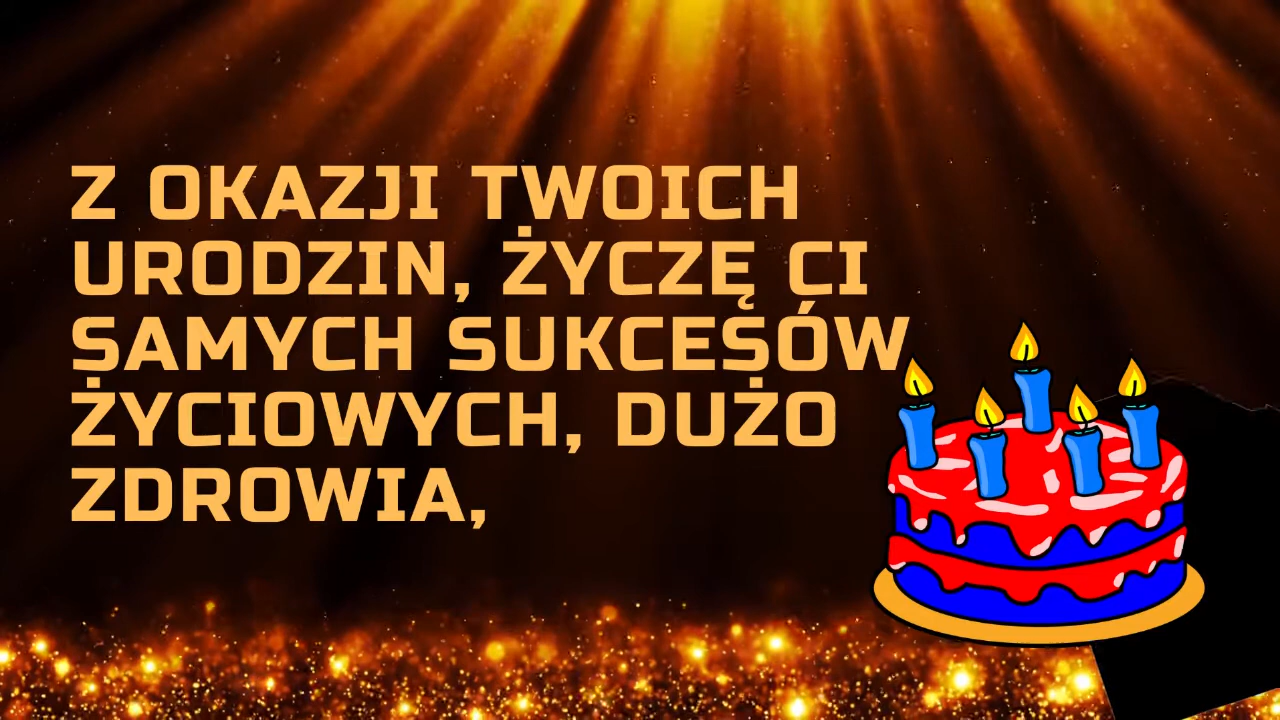 Z OKAZJI TWOICH
URODZIN, ŻYCZĘ CI
SAMYCH SUKCESÓW
ŻYCIOWYCH, DUŻO
ZDROWIA,